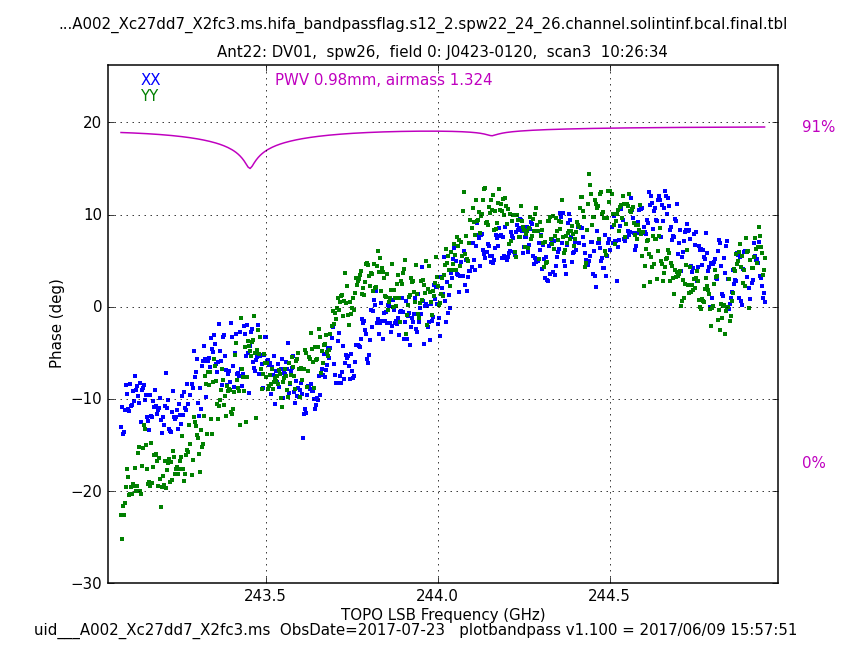 ...A002_Xc27dd7_X2fc3.ms.hifa_bandpassflag.s12_2.spw22_24_26.channel.solintinf.bcal.final.tbl
Ant22: DV01,  spw26,  field 0: J0423-0120,  scan3  10:26:34
XX
PWV 0.98mm, airmass 1.324
YY
20
91%
10
0
Phase (deg)
−10
0%
−20
−30
243.5
244.0
244.5
TOPO LSB Frequency (GHz)
uid___A002_Xc27dd7_X2fc3.ms  ObsDate=2017-07-23   plotbandpass v1.100 = 2017/06/09 15:57:51